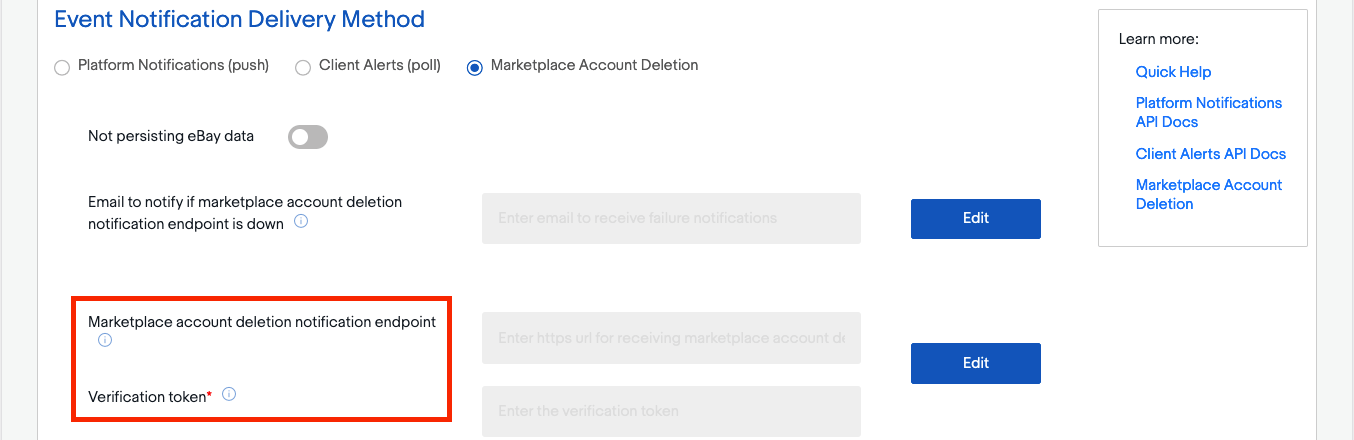 Event Notification Delivery Method
Platform Notifications (push)
Client Alerts (poll)
Marketplace Account Deletion
Not persisting eBay data
Email to notify if marketplace account deletion
notification endpoint is down
Enter email to receive failure notifications
Edit
Marketplace account deletion notification endpoint
Enter https url for receiving marketplace account de
Edit
Verification token*
Enter the verification token
Learn more:
Quick Help
Platform Notifications
API Docs
Client Alerts API Docs
Marketplace Account
Deletion